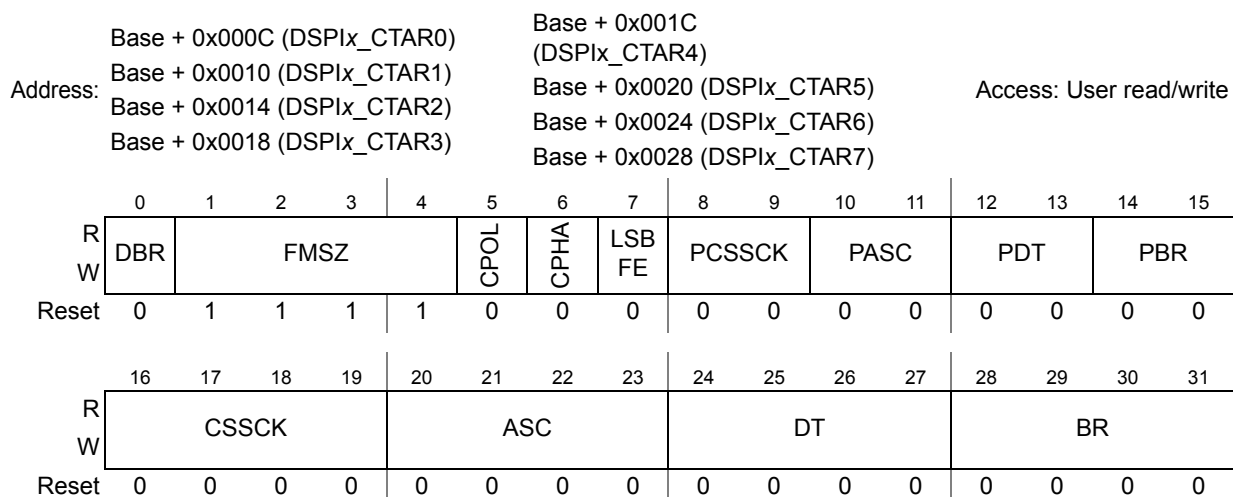 Address:
Base + 0x000C (DSPIx_CTAR0)
Base + 0x0010 (DSPIx_CTAR1)
Base + 0x0014 (DSPIx_CTAR2)
Base + 0x0018 (DSPIx_CTAR3)
Base + 0x001C
(DSPIx_CTAR4)
Base + 0x0020 (DSPIx_CTAR5)
Base + 0x0024 (DSPIx_CTAR6)
Base + 0x0028 (DSPIx_CTAR7)
Access: User read/write
0 1 2 3 4 5 6 7 8 9 10 11 12 13 14 15
R
W
DBR FMSZ CPOL CPHA LSB FE PCSSCK PASC PDT PBR
Reset 0 1 1 1 1 0 0 0 0 0 0 0 0 0 0 0
16 17 18 19 20 21 22 23 24 25 26 27 28 29 30 31
R
W
CSSCK ASC DT BR
Reset 0 0 0 0 0 0 0 0 0 0 0 0 0 0 0 0